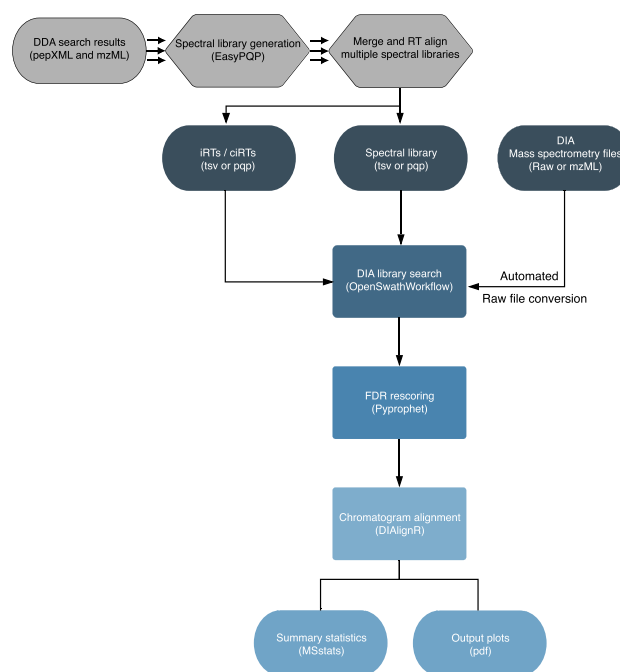 DDA search results
(pepXML and mzML)
Spectral library generation
(EasyPQP)
Merge and RT align
multiple spectral libraries
iRTs / ciRTs
(tsv or pqp)
Spectral library
(tsv or pqp)
DIA
Mass spectrometry files
(Raw or mzML)
DIA library search
(OpenSwathWorkflow)
Automated
Raw file conversion
FDR rescoring
(Pyprophet)
Chromatogram alignment
(DIAlignR)
Summary statistics
(MSstats)
Output plots
(pdf)